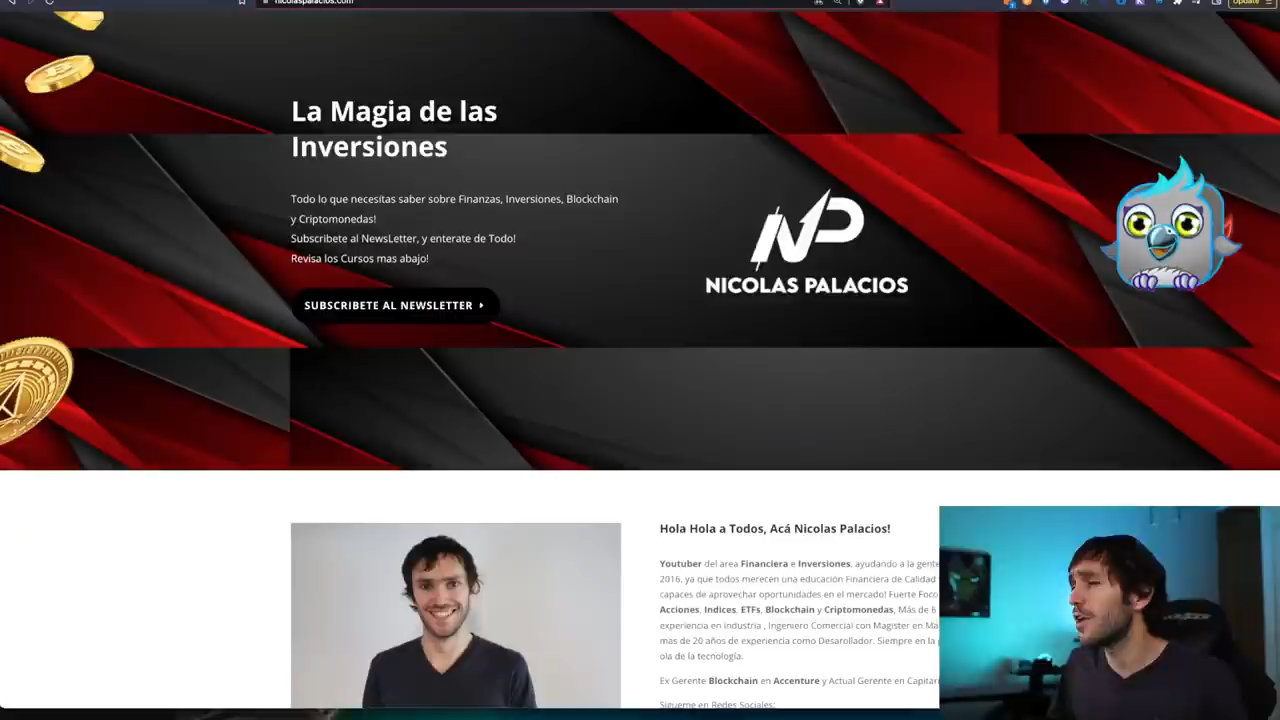 nicolaspalacios.com
Update
La Magia de las
Inversiones
Todo lo que necesitas saber sobre Finanzas, Inversiones, Blockchain
y Criptomonedas!
Subscribete al NewsLetter, y enterate de Todo!
Revisa los Cursos mas abajo!
SUBSCRIBETE AL NEWSLETTER
NICOLAS PALACIOS
Hola Hola a Todos, Acá Nicolas Palacios!
Youtuber del area Financiera e Inversiones, ayudando a la gente
2016, ya que todos merecen una educación Financiera de Calidad
capaces de aprovechar oportunidades en el mercado! Fuerte Foco
Acciones, Indices, ETFs, Blockchain y Criptomonedas, Más de 6
experiencia en industria , Ingeniero Comercial con Magister en Ma
mas de 20 años de experiencia como Desarollador. Siempre en la
ola de la tecnología.
Ex Gerente Blockchain en Accenture y Actual Gerente en Capitari
Sigueme en Redes Sociales: